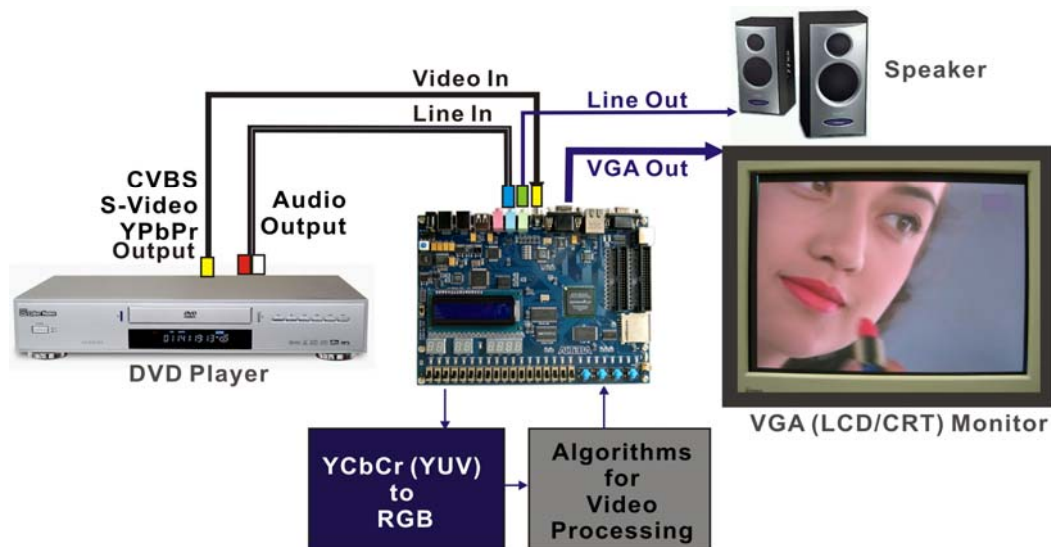 Video In
Line In
Line Out
Speaker
VGA Out
CVBS
S-Video
YPbPr
Output
Audio
Output
DVD Player
ALTERA
VGA (LCD/CRT) Monitor
YCbCr (YUV)
to
RGB
Algorithms
for
Video
Processing